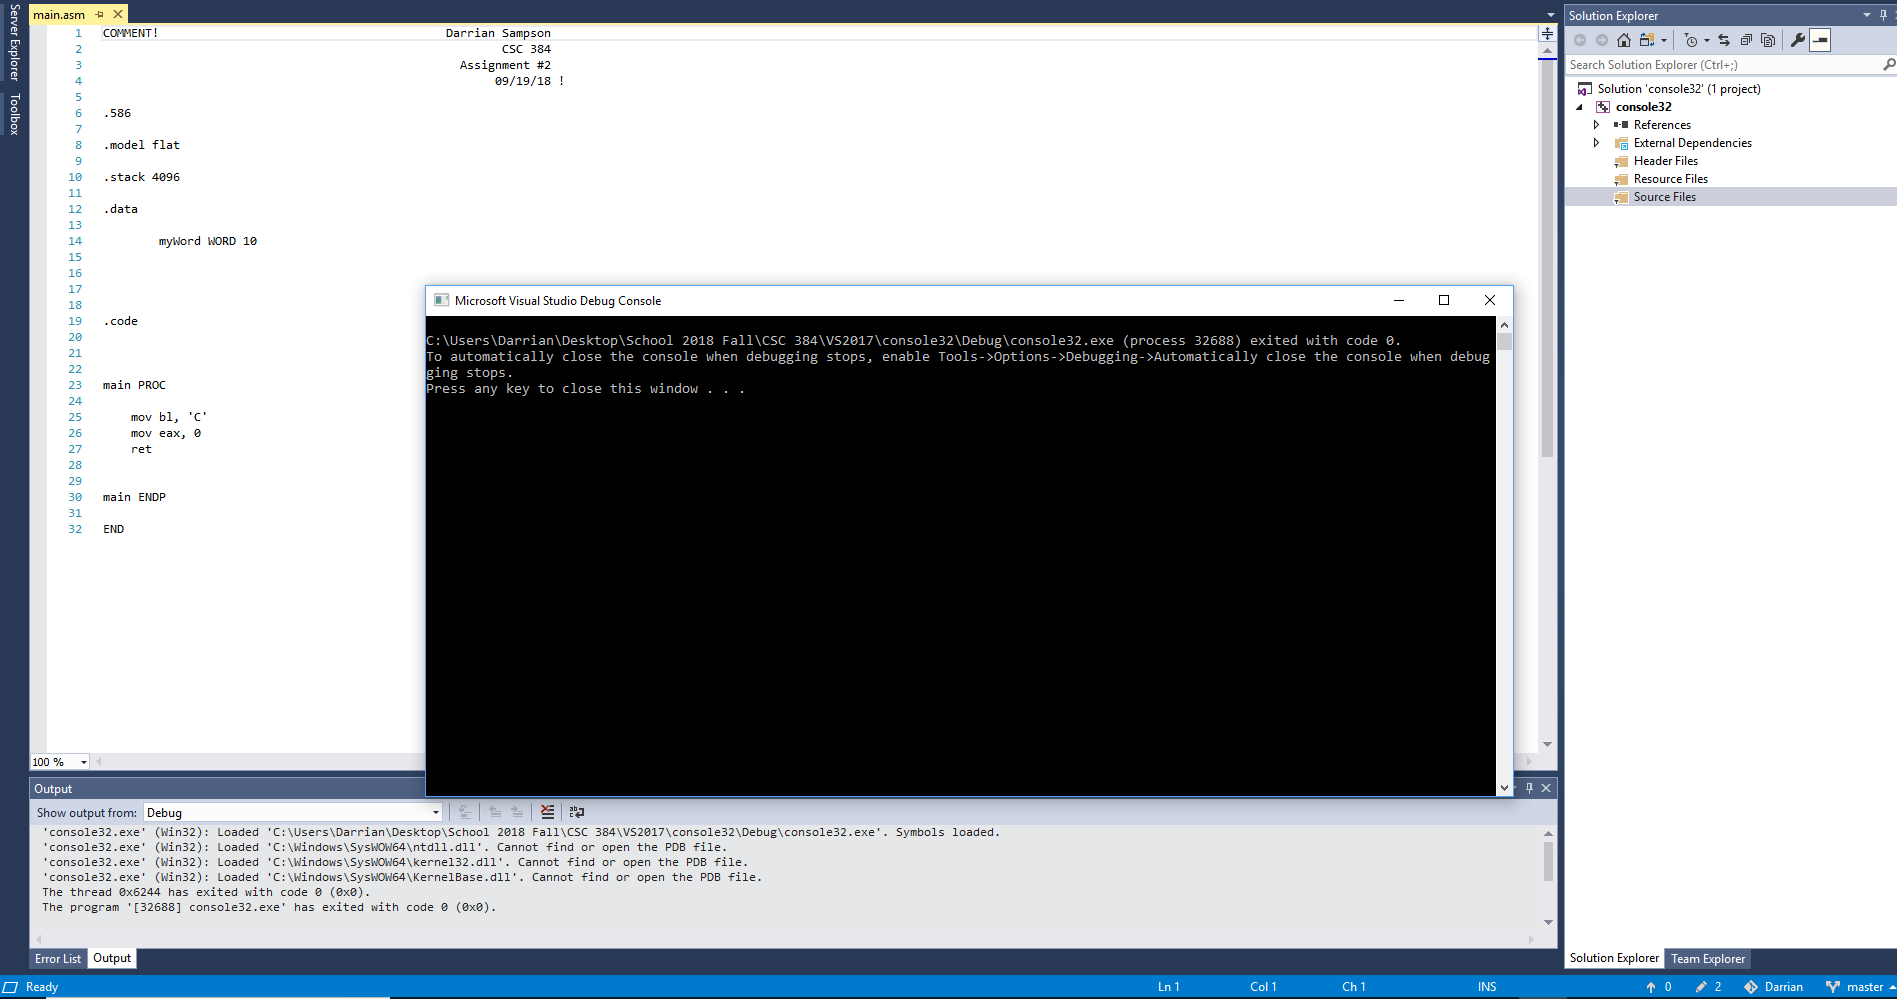 Server Explorer
Toolbox
main.asm
1 COMMENT! Darrian Sampson
2 CSC 384
3 Assignment #2
4 09/19/18 !
5
6 .586
7
8 .model flat
9
10 .stack 4096
11
12 .data
13
14 myWord WORD 10
15
16
17
18
19 .code
20
21
22
23 main PROC
24
25 mov bl, 'C'
26 mov eax, 0
27 ret
28
29
30 main ENDP
31
32 END
100 %
Microsoft Visual Studio Debug Console
C:\Users\Darrian\Desktop\School 2018 Fall\CSC 384\VS2017\console32\Debug\console32.exe (process 32688) exited with code 0.
To automatically close the console when debugging stops, enable Tools->Options->Debugging->Automatically close the console when debug
ging stops.
Press any key to close this window . . .
Output
Show output from: Debug
'console32.exe' (Win32): Loaded 'C:\Users\Darrian\Desktop\School 2018 Fall\CSC 384\VS2017\console32\Debug\console32.exe'. Symbols loaded.
'console32.exe' (Win32): Loaded 'C:\Windows\SysWOW64\ntdll.dll'. Cannot find or open the PDB file.
'console32.exe' (Win32): Loaded 'C:\Windows\SysWOW64\kernel32.dll'. Cannot find or open the PDB file.
'console32.exe' (Win32): Loaded 'C:\Windows\SysWOW64\KernelBase.dll'. Cannot find or open the PDB file.
The thread 0x6244 has exited with code 0 (0x0).
The program '[32688] console32.exe' has exited with code 0 (0x0).
Error List Output
Solution Explorer
Search Solution Explorer (Ctrl+;)
Solution 'console32' (1 project)
console32
References
External Dependencies
Header Files
Resource Files
Source Files
Solution Explorer Team Explorer
Ready Ln 1 Col 1 Ch 1 INS 0 2 Darrian master